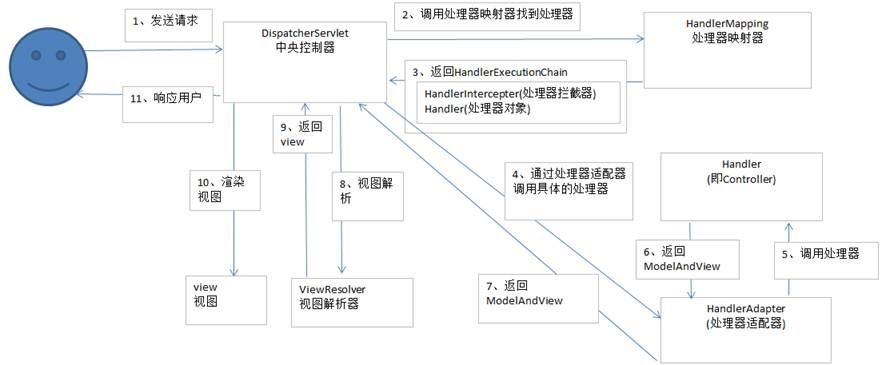 1、发送请求
DispatcherServlet
中央控制器
2、调用处理器映射器找到处理器
HandlerMapping
处理器映射器
3、返回HandlerExecutionChain
HandlerIntercepter(处理器拦截器)
Handler(处理器对象)
11、响应用户
9、返回
view
10、渲染
视图
8、视图解
析
4、通过处理器适配器
调用具体的处理器
Handler
(即Controller)
6、返回
ModelAndView
5、调用处理器
7、返回
ModelAndView
view
视图
ViewResolver
视图解析器
HandlerAdapter
(处理器适配器)